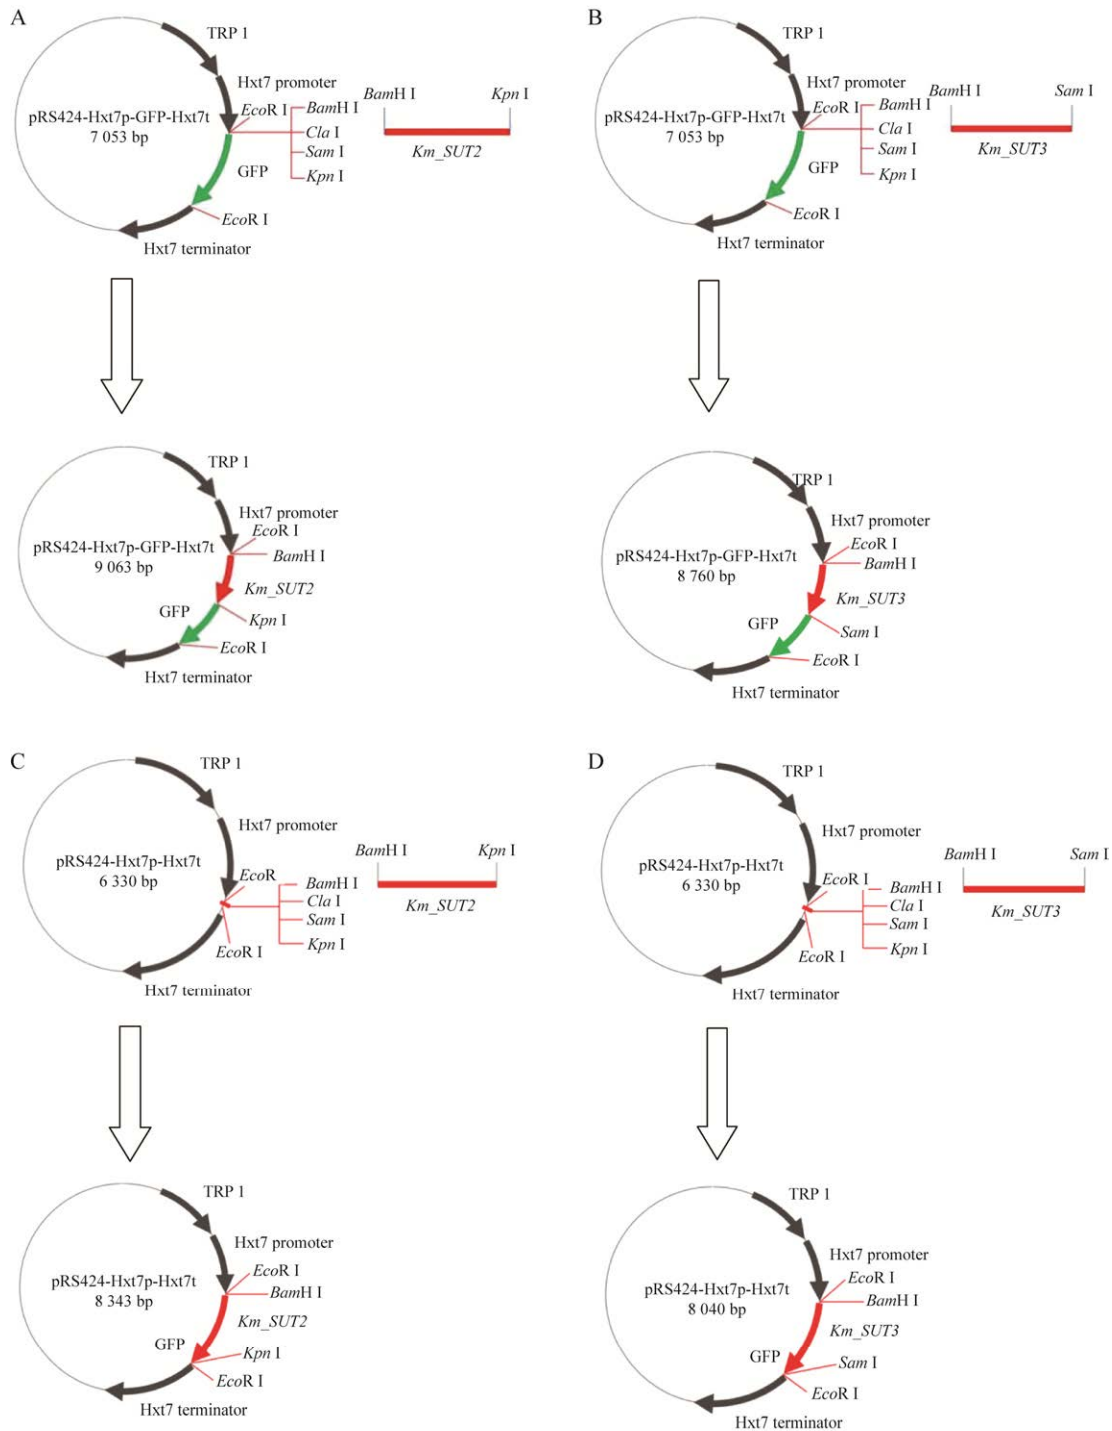 A
TRP 1
Hxt7 promoter
EcoR I
BamH I
pRS424-Hxt7p-GFP-Hxt7t
7 053 bp
Cla I
Sam I
GFP
Kpn I
EcoR I
Hxt7 terminator
BamH I
Kpn I
Km_SUT2
B
TRP 1
Hxt7 promoter
EcoR I
BamH I
pRS424-Hxt7p-GFP-Hxt7t
7 053 bp
Cla I
Sam I
GFP
Kpn I
EcoR I
Hxt7 terminator
BamH I
Sam I
Km_SUT3
TRP 1
Hxt7 promoter
EcoR I
pRS424-Hxt7p-GFP-Hxt7t
9 063 bp
BamH I
Km_SUT2
GFP
Kpn I
EcoR I
Hxt7 terminator
TRP 1
Hxt7 promoter
EcoR I
pRS424-Hxt7p-GFP-Hxt7t
8 760 bp
BamH I
Km_SUT3
GFP
Sam I
EcoR I
Hxt7 terminator
C
TRP 1
Hxt7 promoter
pRS424-Hxt7p-Hxt7t
6 330 bp
EcoR
BamH I
Cla I
Sam I
Kpn I
EcoR I
Hxt7 terminator
BamH I
Kpn I
Km_SUT2
D
TRP 1
Hxt7 promoter
pRS424-Hxt7p-Hxt7t
6 330 bp
EcoR I
BamH I
Cla I
Sam I
Kpn I
EcoR I
Hxt7 terminator
BamH I
Sam I
Km_SUT3
TRP 1
Hxt7 promoter
EcoR I
pRS424-Hxt7p-Hxt7t
8 343 bp
BamH I
Km_SUT2
GFP
Kpn I
EcoR I
Hxt7 terminator
TRP 1
Hxt7 promoter
EcoR I
pRS424-Hxt7p-Hxt7t
8 040 bp
BamH I
Km_SUT3
GFP
Sam I
EcoR I
Hxt7 terminator